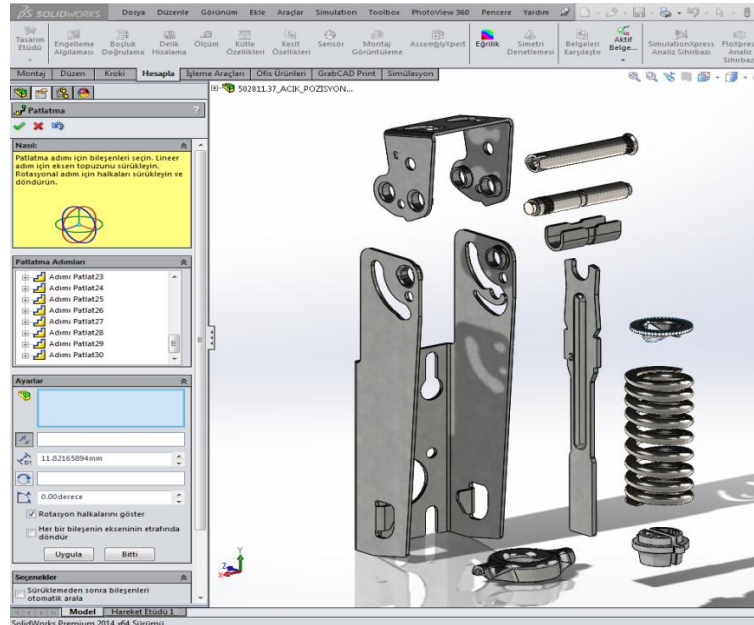 SOLIDWORKS Dosya Düzenle Görünüm Ekle Araçlar Simulation Toolbox PhotoView 360 Pencere Yardım
Tasarım Etüdü
Engelleme Algılaması
Boşluk Doğrulama
Delik Hizalama
Ölçüm
Kütle Özellikleri
Kesit Özellikleri
Sensör
Montaj Görüntüleme
AssemblyXpert
Eğrilik
Simetri Denetlemesi
Belgeleri Karşılaştır
Aktif Belge...
SimulationXpress Analiz Sihirbazı
FloXpres Analiz Sihirbaz
Montaj Düzen Kroki Hesapla İşleme Araçları Ofis Ürünleri GrabCAD Print Simülasyon
502011.37_ACIK_POZISYON...
Patlatma ?
Nasıl:
Patlatma adımı için bileşenleri seçin. Lineer
adım için eksen topuzunu sürükleyin.
Rotasyonal adım için halkaları sürükleyin ve
döndürün.
Patlatma Adımları
Adımı Patlat23
Adımı Patlat24
Adımı Patlat25
Adımı Patlat26
Adımı Patlat27
Adımı Patlat28
Adımı Patlat29
Adımı Patlat30
Ayarlar
D1 11.82165894mm
0.00derece
Rotasyon halkalarını göster
Her bir bileşenin ekseninin etrafında
döndür
Uygula Bitti
Seçenekler
Sürüklemeden sonra bileşenleri
otomatik arala
Y
Z
X
Model Hareket Etüdü 1
SolidWorks Premium 2014 x64 Sürümü